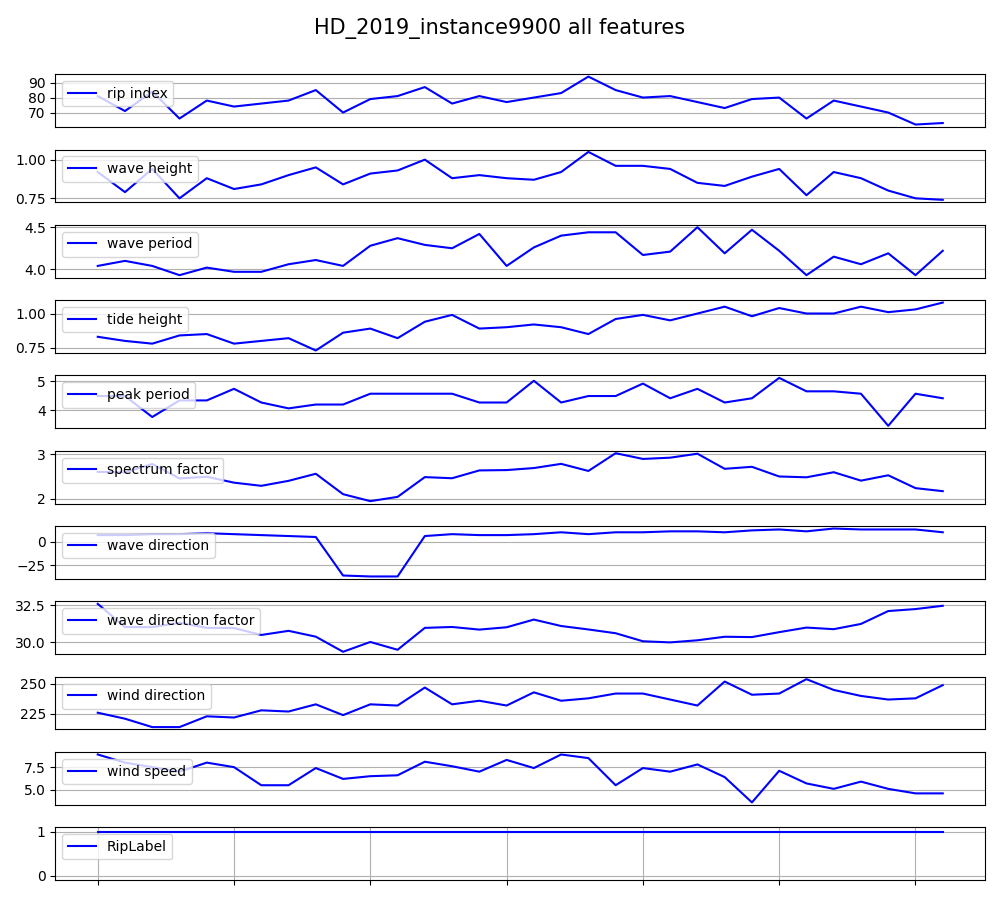 HD_2019_instance9900 all features
90
80
70
rip index
1.00
0.75
wave height
4.5
4.0
wave period
1.00
0.75
tide height
5
4
peak period
3
2
spectrum factor
0
−25
wave direction
32.5
30.0
wave direction factor
250
225
wind direction
7.5
5.0
wind speed
1
0
RipLabel